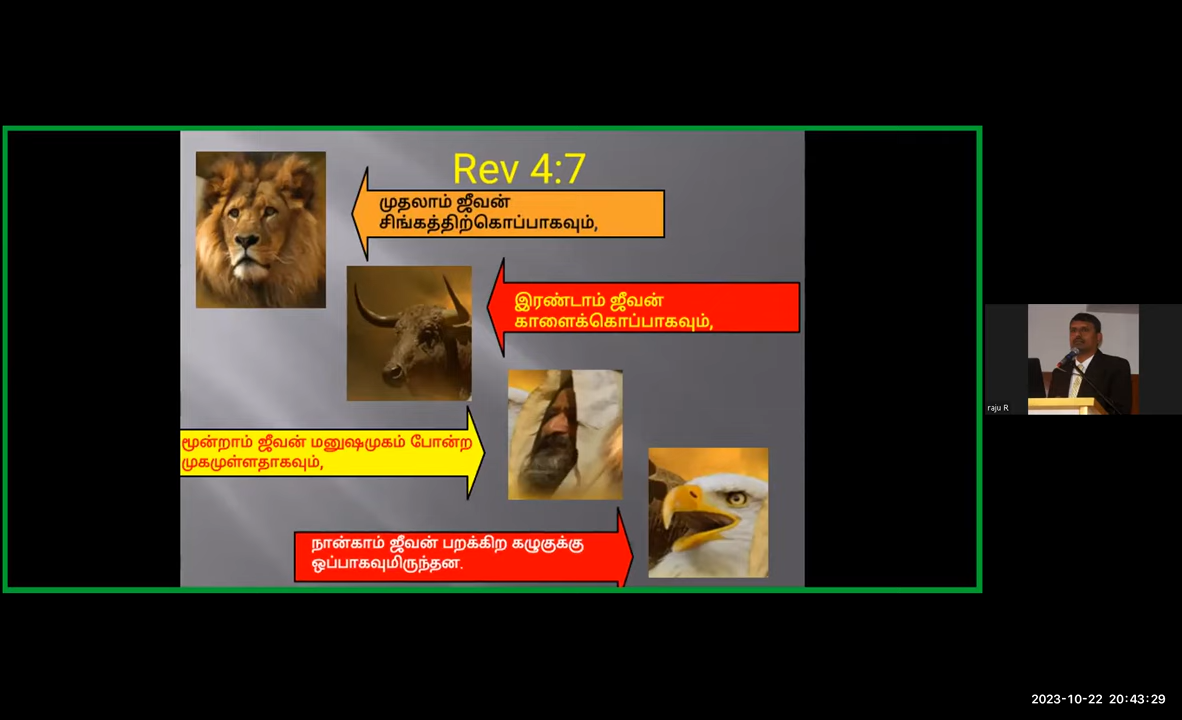 Rev 4:7
முதலாம் ஜீவன்
சிங்கத்திற்கொப்பாகவும்,
இரண்டாம் ஜீவன்
காளைக்கொப்பாகவும்,
மூன்றாம் ஜீவன் மனுஷமுகம் போன்ற
முகமுள்ளதாகவும்,
நான்காம் ஜீவன் பறக்கிற கழுகுக்கு
ஒப்பாகவுமிருந்தன.
raju R
2023-10-22 20:43:29